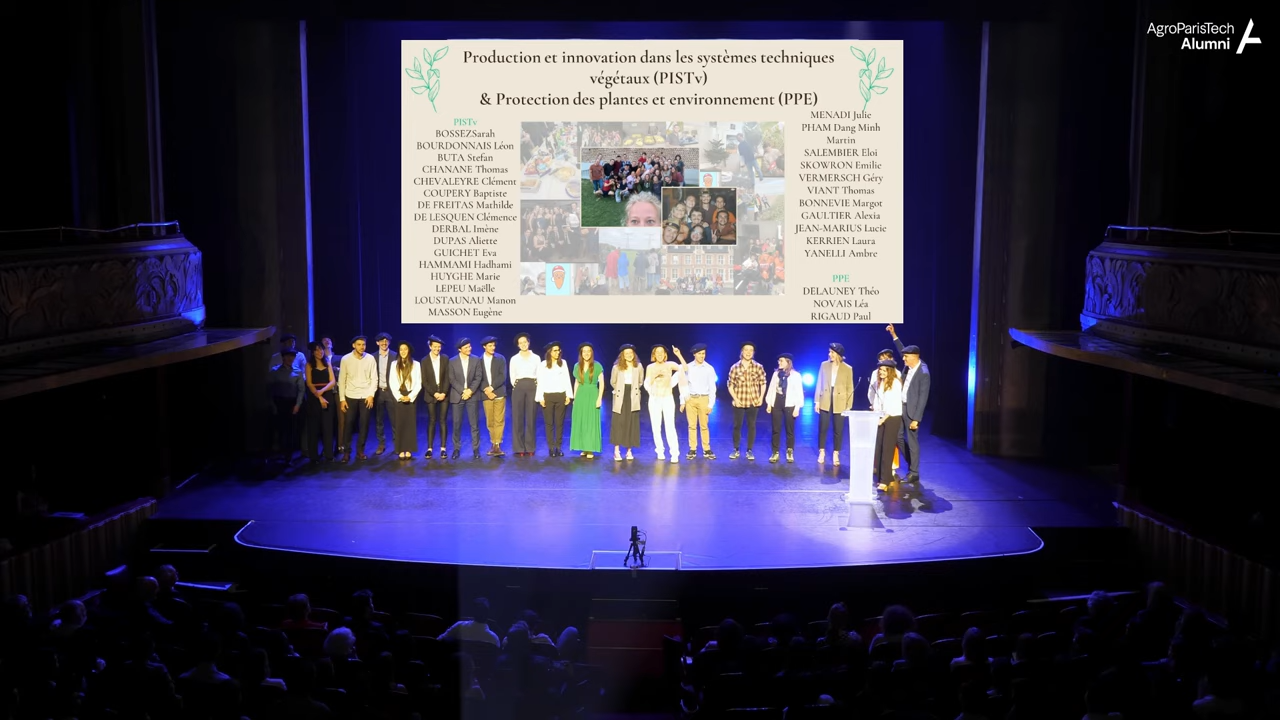 AgroParisTech
Alumni
Production et innovation dans les systèmes techniques
végétaux (PISTv)
& Protection des plantes et environnement (PPE)
PISTv
BOSSEZSarah
BOURDONNAIS Léon
BUTA Stefan
CHANANE Thomas
CHEVALEYRE Clément
COUPERY Baptiste
DE FREITAS Mathilde
DE LESQUEN Clémence
DERBAL Imène
DUPAS Aliette
GUICHET Eva
HAMMAMI Hadhami
HUYGHE Marie
LEPEU Maëlle
LOUSTAUNAU Manon
MASSON Eugène
MENADI Julie
PHAM Dang Minh
Martin
SALEMBIER Eloi
SKOWRON Emilie
VERMERSCH Géry
VIANT Thomas
BONNEVIE Margot
GAULTIER Alexia
JEAN-MARIUS Lucie
KERRIEN Laura
YANELLI Ambre
PPE
DELAUNEY Théo
NOVAIS Léa
RIGAUD Paul